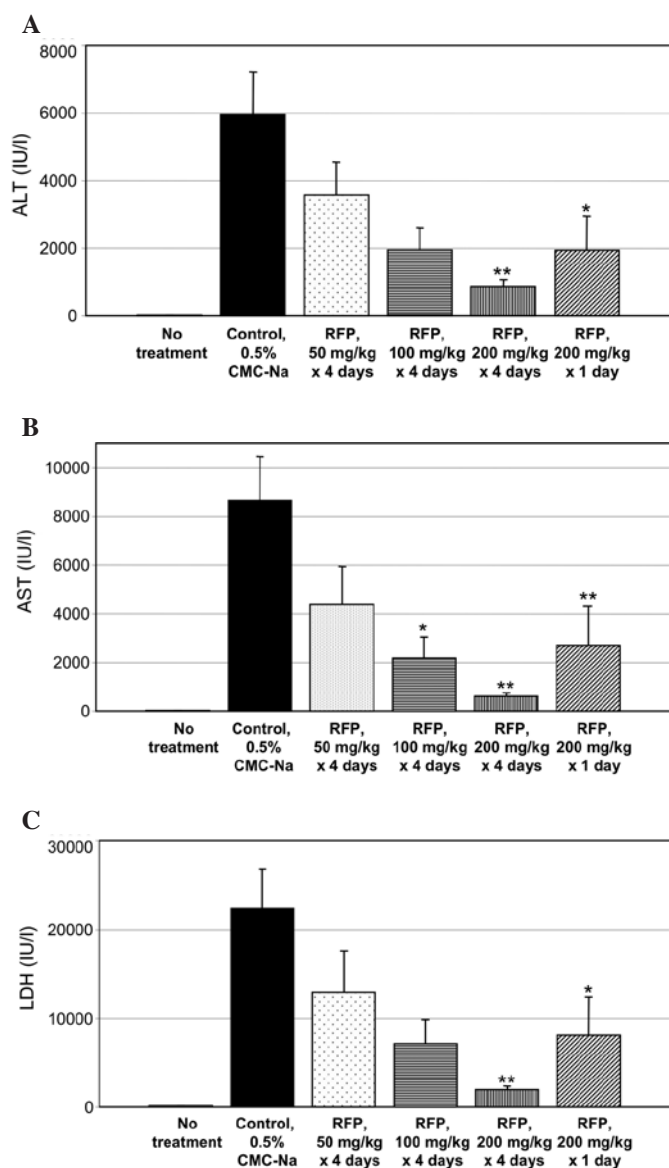 A
8000
6000
4000
2000
0
ALT (IU/l)
*
**
No treatment
Control, 0.5% CMC-Na
RFP, 50 mg/kg x 4 days
RFP, 100 mg/kg x 4 days
RFP, 200 mg/kg x 4 days
RFP, 200 mg/kg x 1 day
B
10000
8000
6000
4000
2000
0
AST (IU/l)
*
**
**
No treatment
Control, 0.5% CMC-Na
RFP, 50 mg/kg x 4 days
RFP, 100 mg/kg x 4 days
RFP, 200 mg/kg x 4 days
RFP, 200 mg/kg x 1 day
C
30000
20000
10000
0
LDH (IU/l)
*
**
No treatment
Control, 0.5% CMC-Na
RFP, 50 mg/kg x 4 days
RFP, 100 mg/kg x 4 days
RFP, 200 mg/kg x 4 days
RFP, 200 mg/kg x 1 day